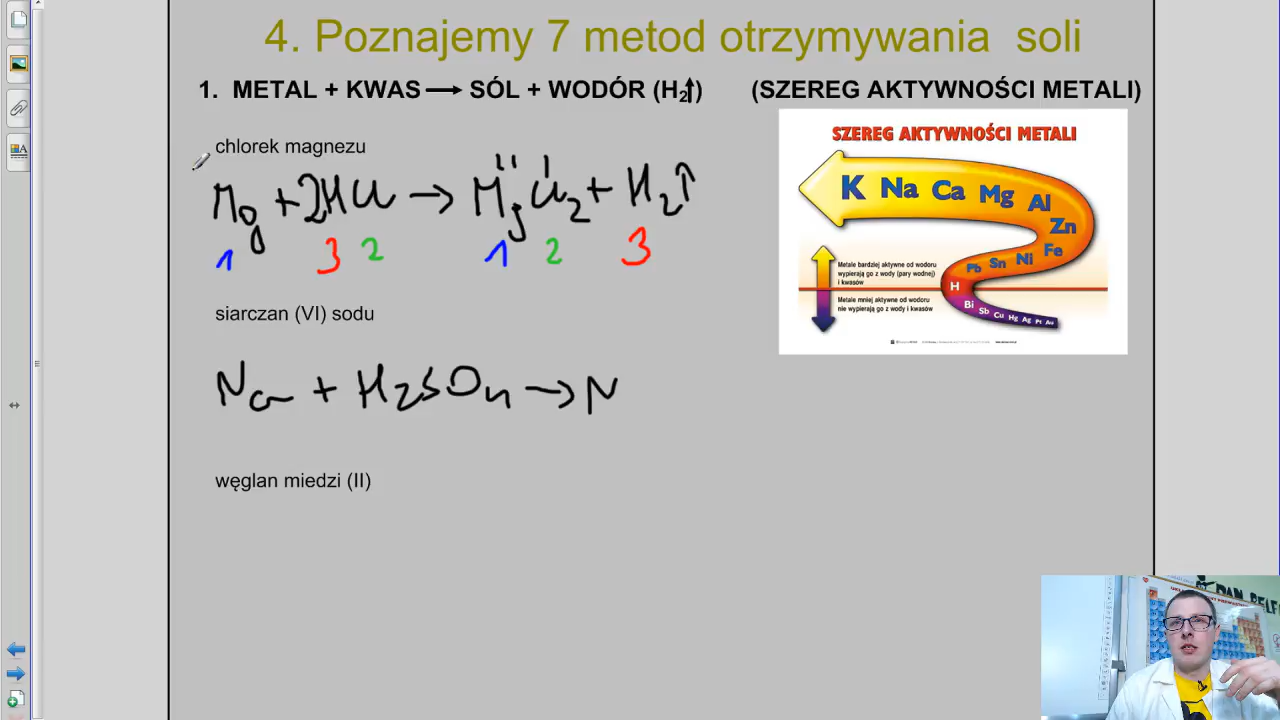 4. Poznajemy 7 metod otrzymywania soli
1. METAL + KWAS → SÓL + WODÓR (H2↑) (SZEREG AKTYWNOŚCI METALI)
SZEREG AKTYWNOŚCI METALI
K Na Ca Mg Al Zn Fe Ni Sn Pb
H
Bi Sb Cu Hg Ag Pt Au
Metale bardziej aktywne od wodoru
wypierają go z wody (pary wodnej)
i kwasów
Metale mniej aktywne od wodoru
nie wypierają go z wody i kwasów
chlorek magnezu
Mg + 2HCl → MgCl2 + H2↑
II I
1 3 2 1 2 3
siarczan (VI) sodu
Na + H2SO4 → N
węglan miedzi (II)